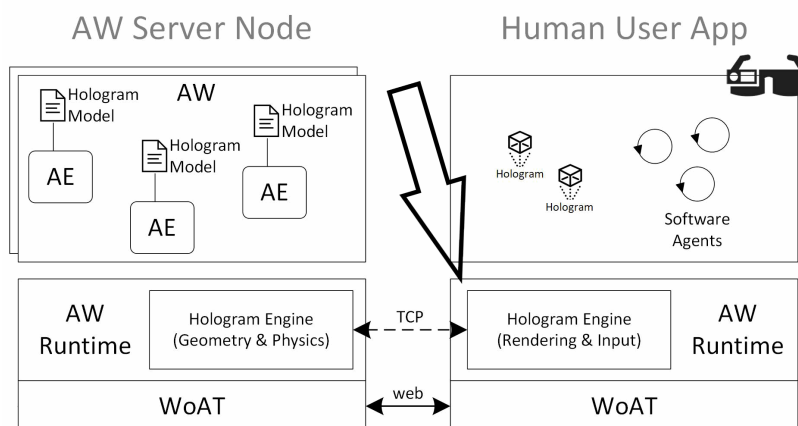 AW Server Node
Human User App
AW
Hologram
Model
Hologram
Model
Hologram
Model
AE
AE
AE
Hologram
Hologram
Software
Agents
AW
Runtime
Hologram Engine
(Geometry & Physics)
TCP
Hologram Engine
(Rendering & Input)
AW
Runtime
WoAT
web
WoAT